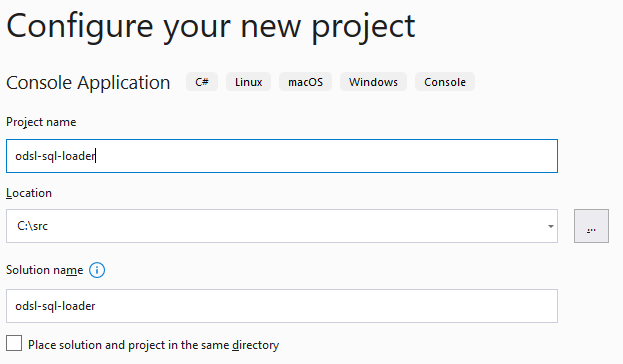 Configure your new project
Console Application C# Linux macOS Windows Console
Project name
odsl-sql-loader
Location
C:\src
...
Solution name
odsl-sql-loader
Place solution and project in the same directory